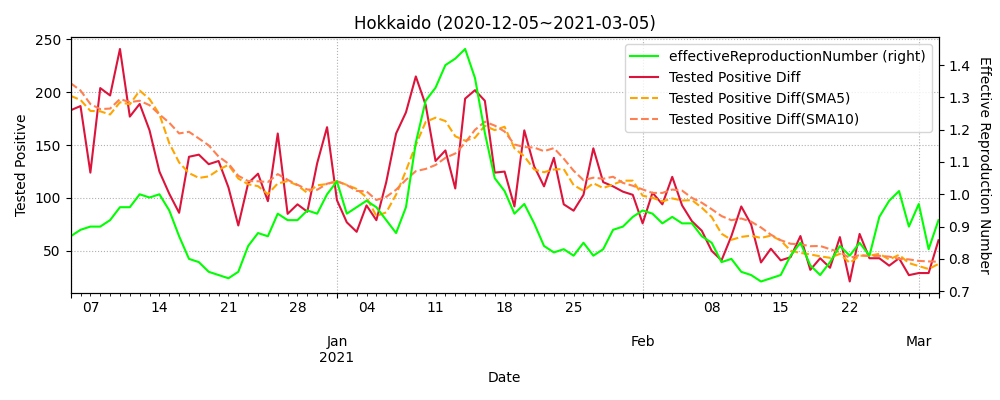 Hokkaido (2020-12-05~2021-03-05)
effectiveReproductionNumber (right)
Tested Positive Diff
Tested Positive Diff(SMA5)
Tested Positive Diff(SMA10)
Tested Positive
250
200
150
100
50
1.4
1.3
1.2
1.1
1.0
0.9
0.8
0.7
Effective Reproduction Number
07 14 21 28 04 11 18 25 08 15 22
Jan Feb Mar
2021
Date